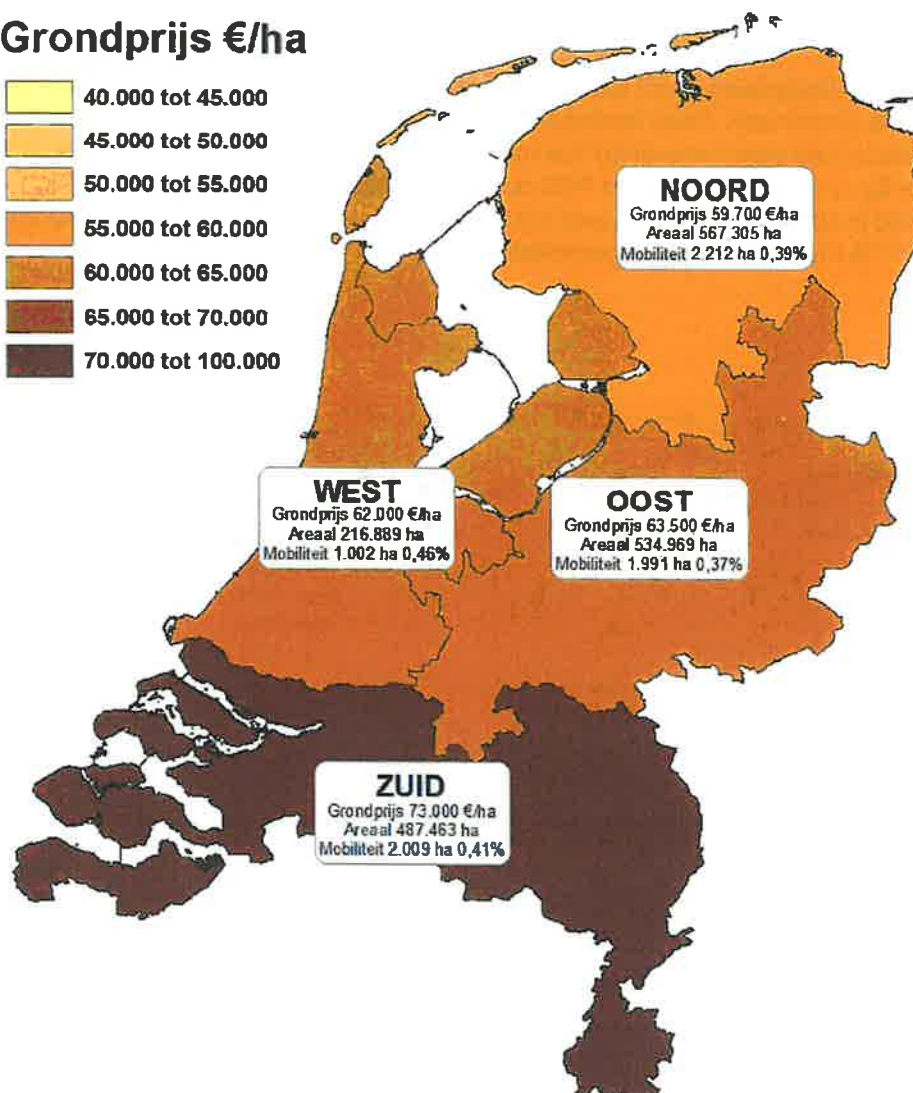 Grondprijs €/ha
40.000 tot 45.000
45.000 tot 50.000
50.000 tot 55.000
55.000 tot 60.000
60.000 tot 65.000
65.000 tot 70.000
70.000 tot 100.000
NOORD
Grondprijs 59.700 €/ha
Areaal 567.305 ha
Mobiliteit 2.212 ha 0,39%
WEST
Grondprijs 62.000 €/ha
Areaal 216.889 ha
Mobiliteit 1.002 ha 0,46%
OOST
Grondprijs 63.500 €/ha
Areaal 534.969 ha
Mobiliteit 1.991 ha 0,37%
ZUID
Grondprijs 73.000 €/ha
Areaal 487.463 ha
Mobiliteit 2.009 ha 0,41%